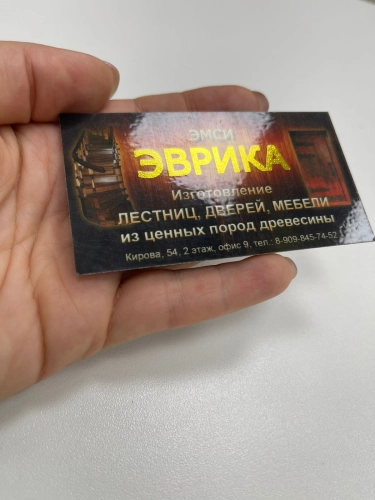 ЭМСИ
ЭВРИКА
Изготовление
ЛЕСТНИЦ, ДВЕРЕЙ, МЕБЕЛИ
из ценных пород древесины
Кирова, 54, 2 этаж, офис 9, тел.: 8-909-845-74-52